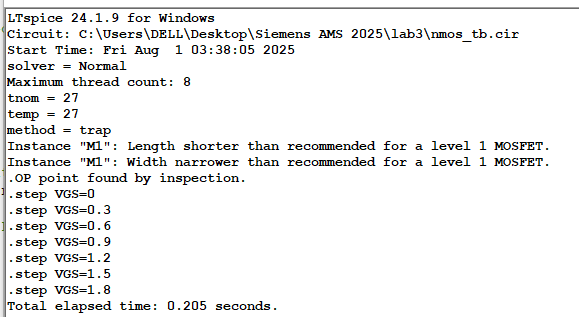 LTspice 24.1.9 for Windows
Circuit: C:\Users\DELL\Desktop\Siemens AMS 2025\lab3\nmos_tb.cir
Start Time: Fri Aug  1 03:38:05 2025
solver = Normal
Maximum thread count: 8
tnom = 27
temp = 27
method = trap
Instance "M1": Length shorter than recommended for a level 1 MOSFET.
Instance "M1": Width narrower than recommended for a level 1 MOSFET.
.OP point found by inspection.
.step VGS=0
.step VGS=0.3
.step VGS=0.6
.step VGS=0.9
.step VGS=1.2
.step VGS=1.5
.step VGS=1.8
Total elapsed time: 0.205 seconds.